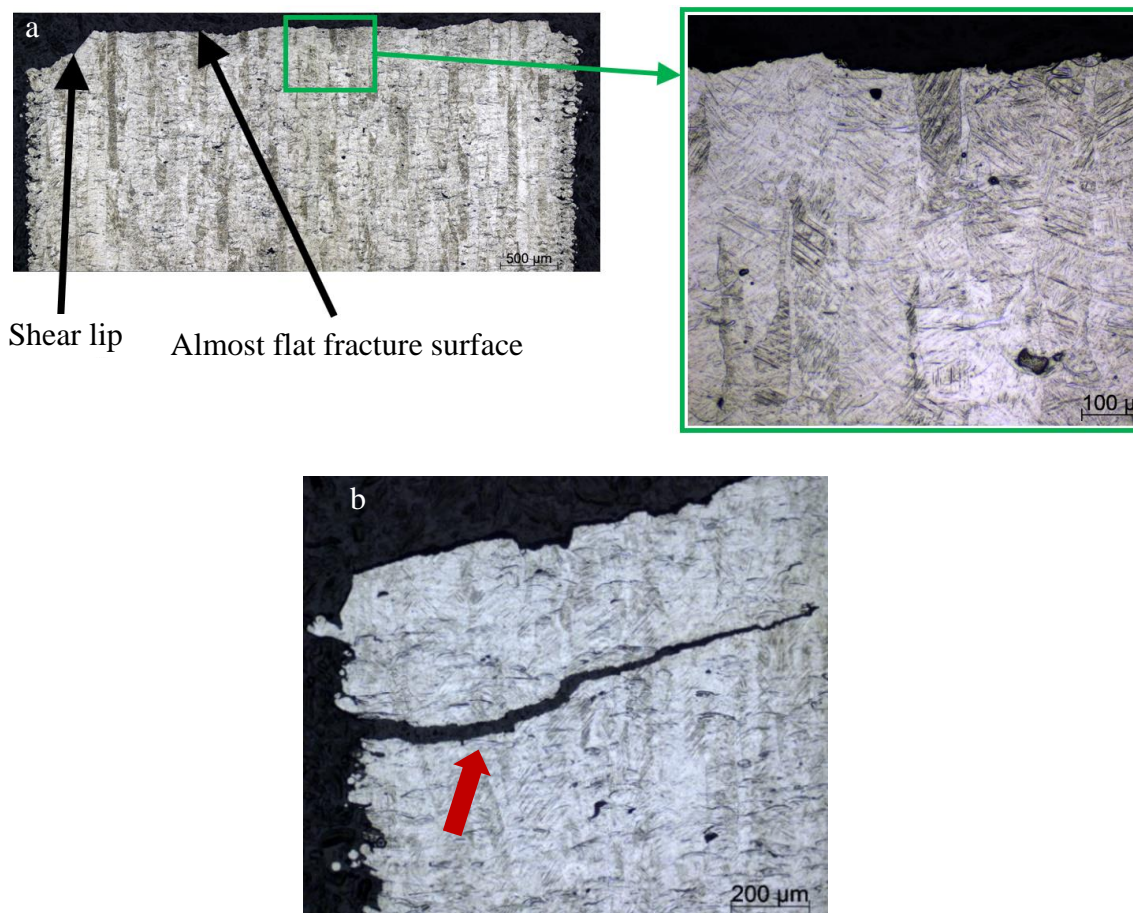 a
500 µm
Shear lip
Almost flat fracture surface
100 µ
b
200 µm